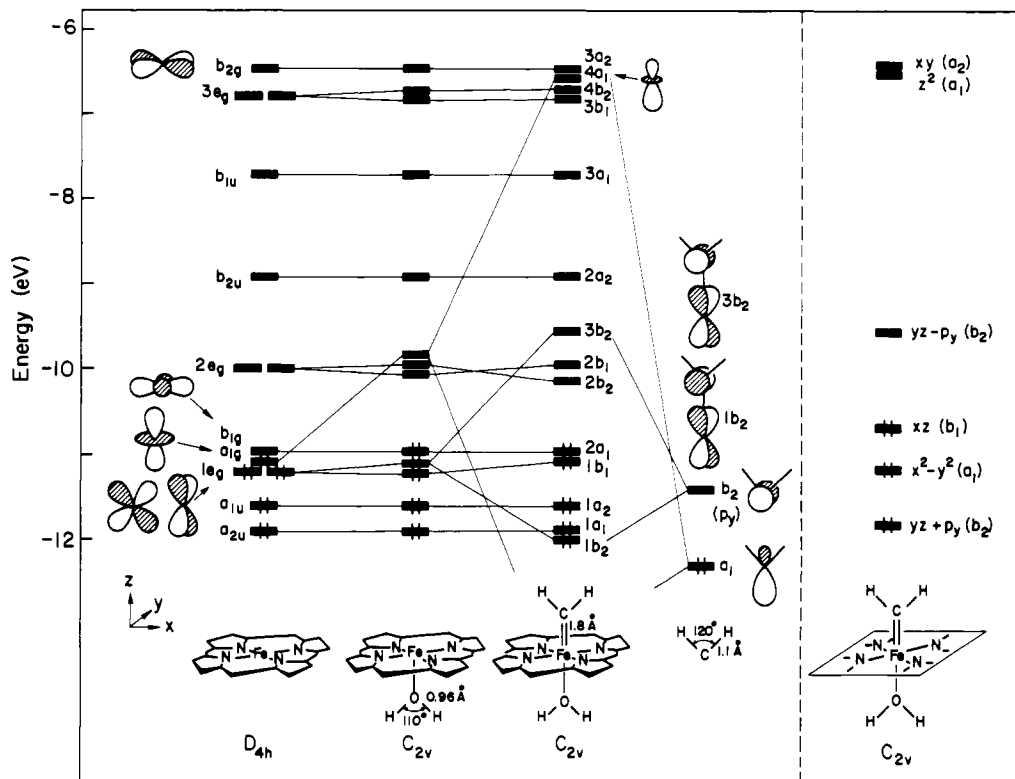 Energy (eV)
-6
-8
-10
-12
b2g
3eg
b1u
b2u
2eg
b1g
a1g
1eg
a1u
a2u
3a2
4a1
4b2
3b1
3a1
2a2
3b2
2b1
2b2
2a1
1b1
1a2
1a1
1b2
3b2
1b2
b2
(py)
a1
xy (a2)
z² (a1)
yz-py (b2)
xz (b1)
x²-y² (a1)
yz+py (b2)
z
y
x
N
N
Fe
N
N
D4h
N
N
Fe
N
N
O
0.96Å
H
H
110°
C2v
H
H
C
1.8Å
N
N
Fe
N
N
O
H
H
C2v
H
120°
H
C
1.1Å
H
H
C
N
N
Fe
N
N
O
H
H
C2v